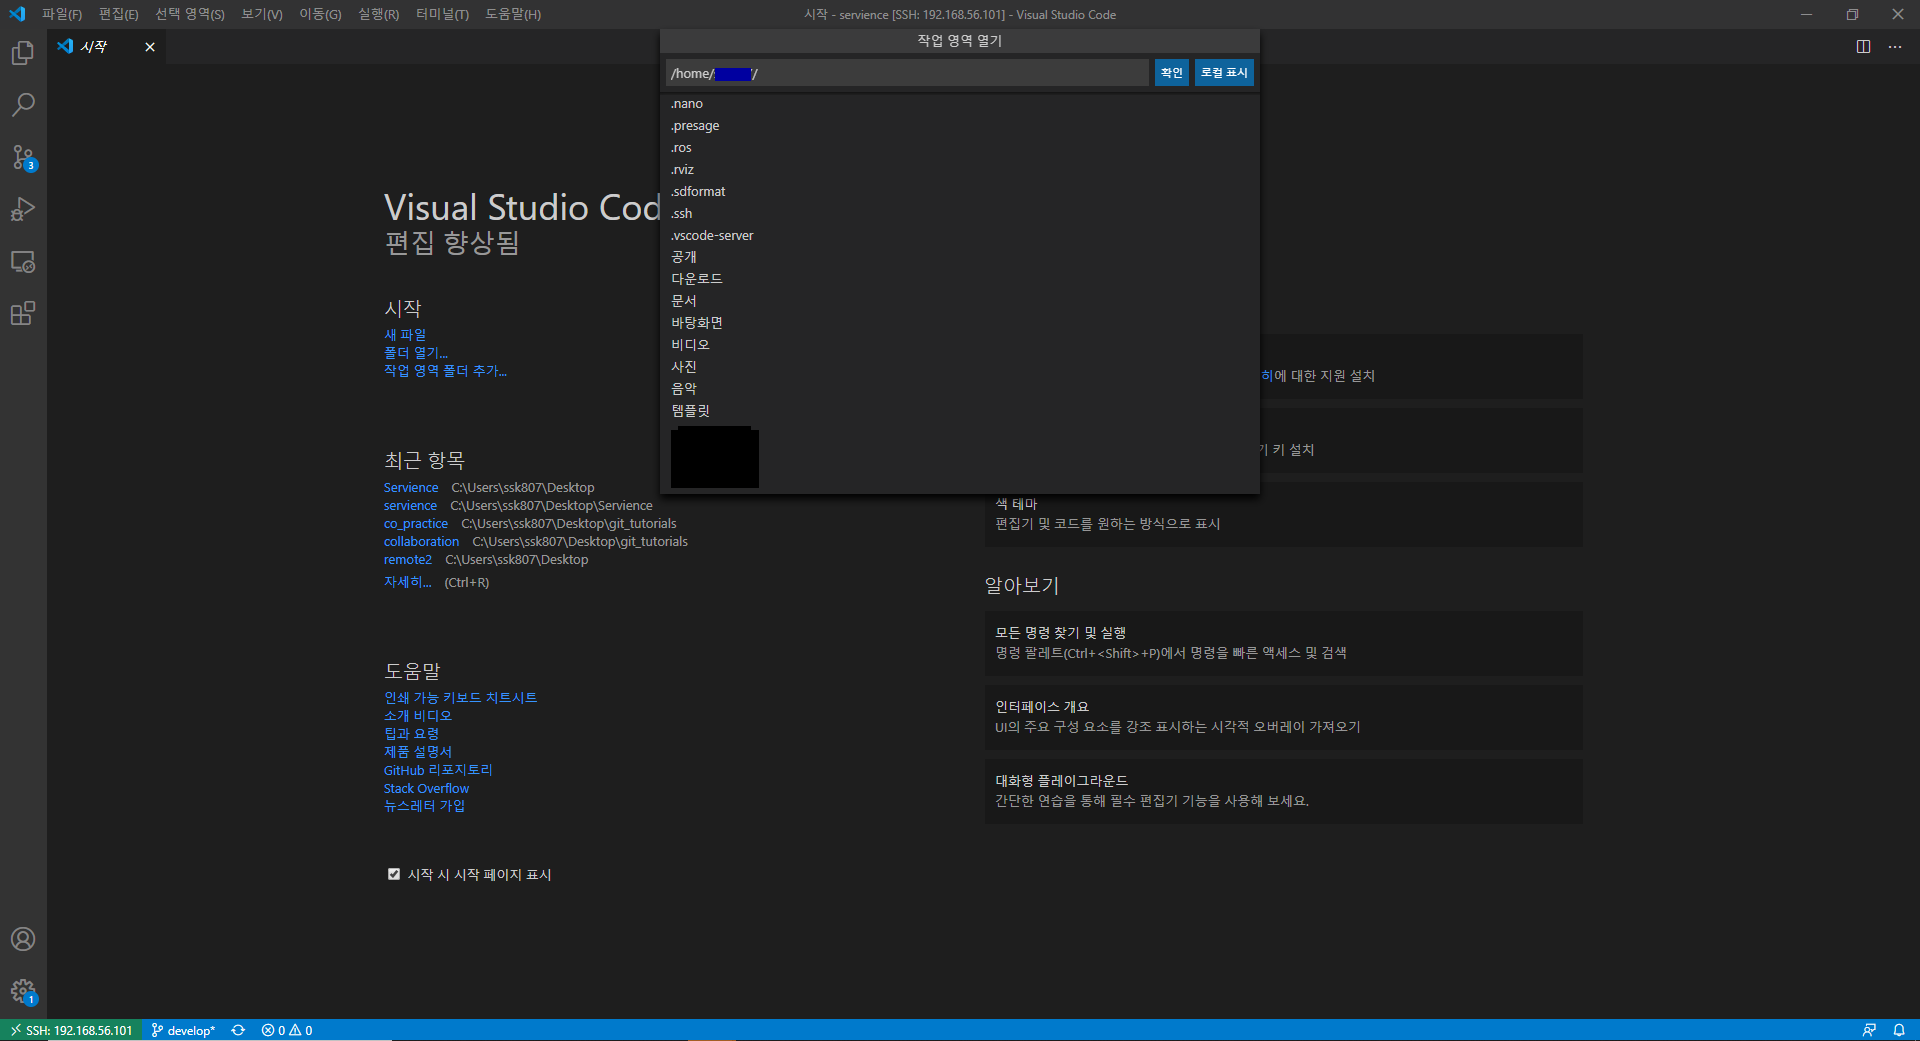 파일(F) 편집(E) 선택 영역(S) 보기(V) 이동(G) 실행(R) 터미널(T) 도움말(H) 시작 - servience [SSH: 192.168.56.101] - Visual Studio Code
시작
작업 영역 열기
/home/ / 확인 로컬 표시
.nano
.presage
.ros
.rviz
.sdformat
.ssh
.vscode-server
공개
다운로드
문서
바탕화면
비디오
사진
음악
템플릿
Visual Studio Cod
편집 향상됨
시작
새 파일
폴더 열기...
작업 영역 폴더 추가...
최근 항목
Servience C:\Users\ssk807\Desktop
servience C:\Users\ssk807\Desktop\Servience
co_practice C:\Users\ssk807\Desktop\git_tutorials
collaboration C:\Users\ssk807\Desktop\git_tutorials
remote2 C:\Users\ssk807\Desktop
자세히... (Ctrl+R)
도움말
인쇄 가능 키보드 치트시트
소개 비디오
팁과 요령
제품 설명서
GitHub 리포지토리
Stack Overflow
뉴스레터 가입
시작 시 시작 페이지 표시
히에 대한 지원 설치
키 설치
색 테마
편집기 및 코드를 원하는 방식으로 표시
알아보기
모든 명령 찾기 및 실행
명령 팔레트(Ctrl+<Shift>+P)에서 명령을 빠른 액세스 및 검색
인터페이스 개요
UI의 주요 구성 요소를 강조 표시하는 시각적 오버레이 가져오기
대화형 플레이그라운드
간단한 연습을 통해 필수 편집기 기능을 사용해 보세요.
3
1
SSH: 192.168.56.101 develop* 0 0